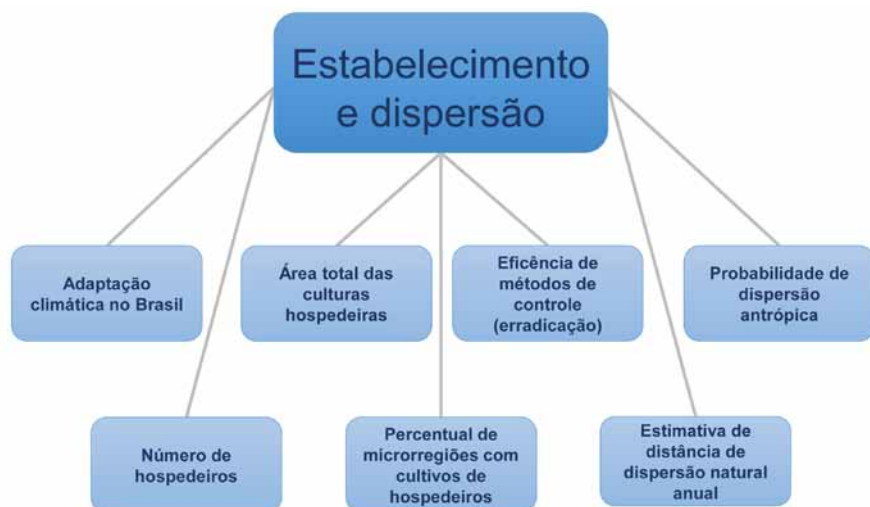 Estabelecimento
e dispersão
Adaptação
climática no Brasil
Área total das
culturas
hospedeiras
Eficência de
métodos de
controle
(erradicação)
Probabilidade de
dispersão
antrópica
Número de
hospedeiros
Percentual de
microrregiões com
cultivos de
hospedeiros
Estimativa de
distância de
dispersão natural
anual